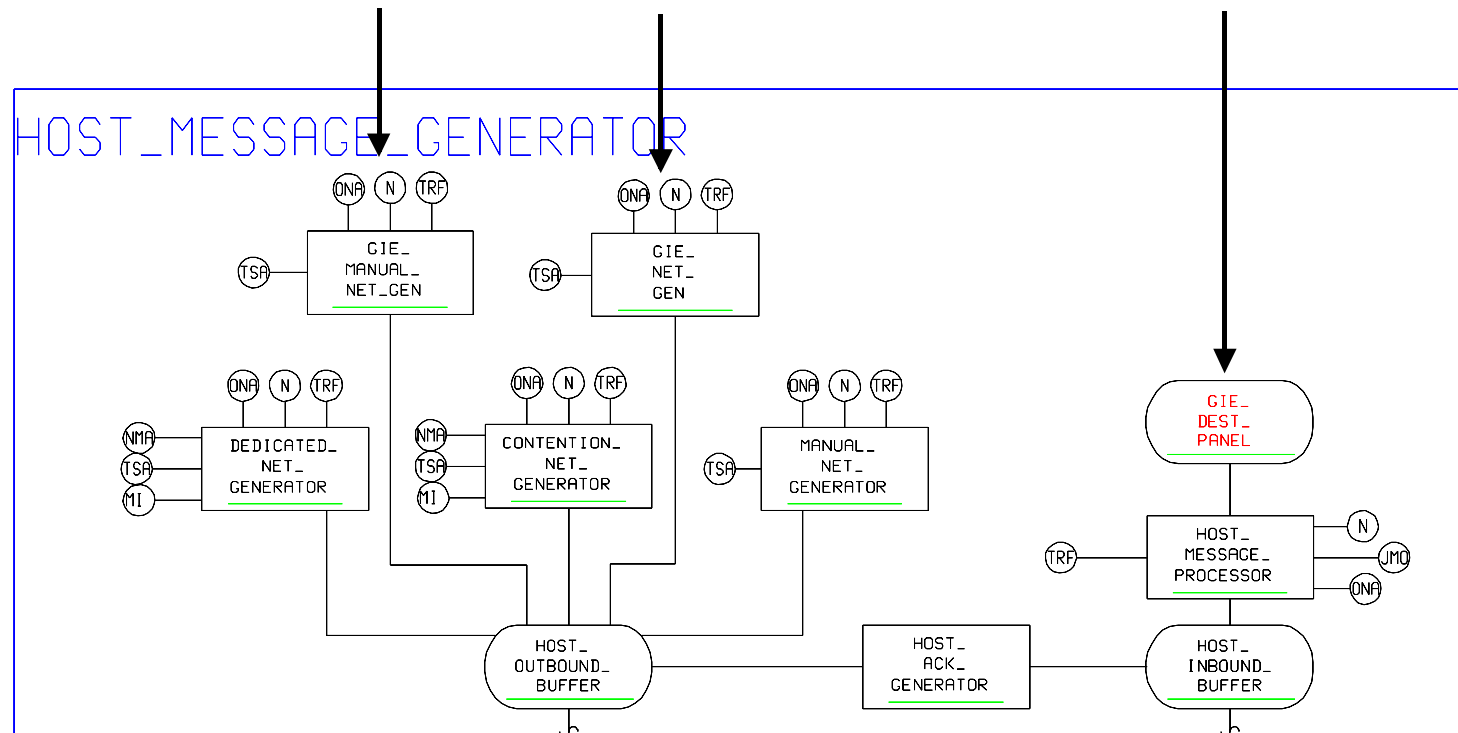 HOST_MESSAGE_GENERATOR
ONA N TRF
ONA N TRF
TSA
GIE_
MANUAL_
NET_GEN
TSA
GIE_
NET_
GEN
ONA N TRF
ONA N TRF
ONA N TRF
NMA
TSA
MI
DEDICATED_
NET_
GENERATOR
NMA
TSA
MI
CONTENTION_
NET_
GENERATOR
TSA
MANUAL_
NET_
GENERATOR
GIE_
DEST_
PANEL
TRF
HOST_
MESSAGE_
PROCESSOR
N
JMO
ONA
HOST_
OUTBOUND_
BUFFER
HOST_
ACK_
GENERATOR
HOST_
INBOUND_
BUFFER